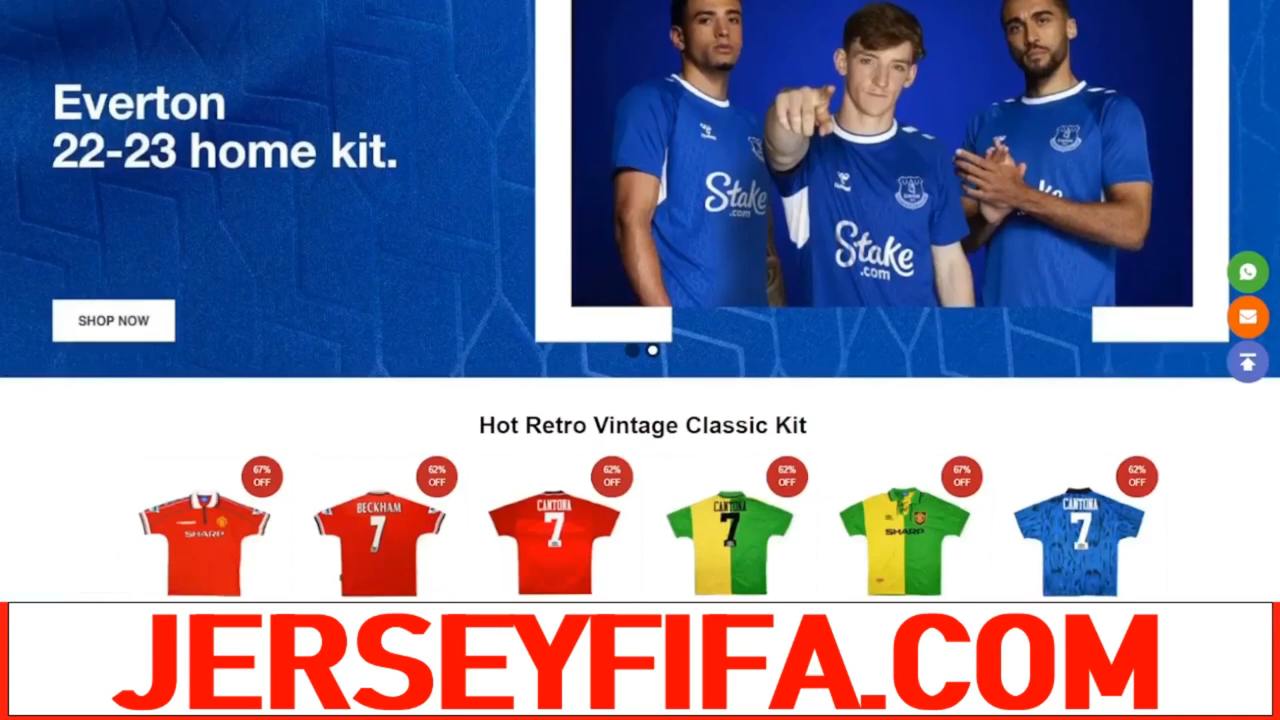 Everton
22-23 home kit.
Stake
.com
Stake
.com
SHOP NOW
Hot Retro Vintage Classic Kit
67%
OFF
62%
OFF
62%
OFF
62%
OFF
67%
OFF
62%
OFF
SHARP
BECKHAM
7
CANTONA
7
CANTONA
7
SHARP
CANTONA
7
JERSEYFIFA.COM